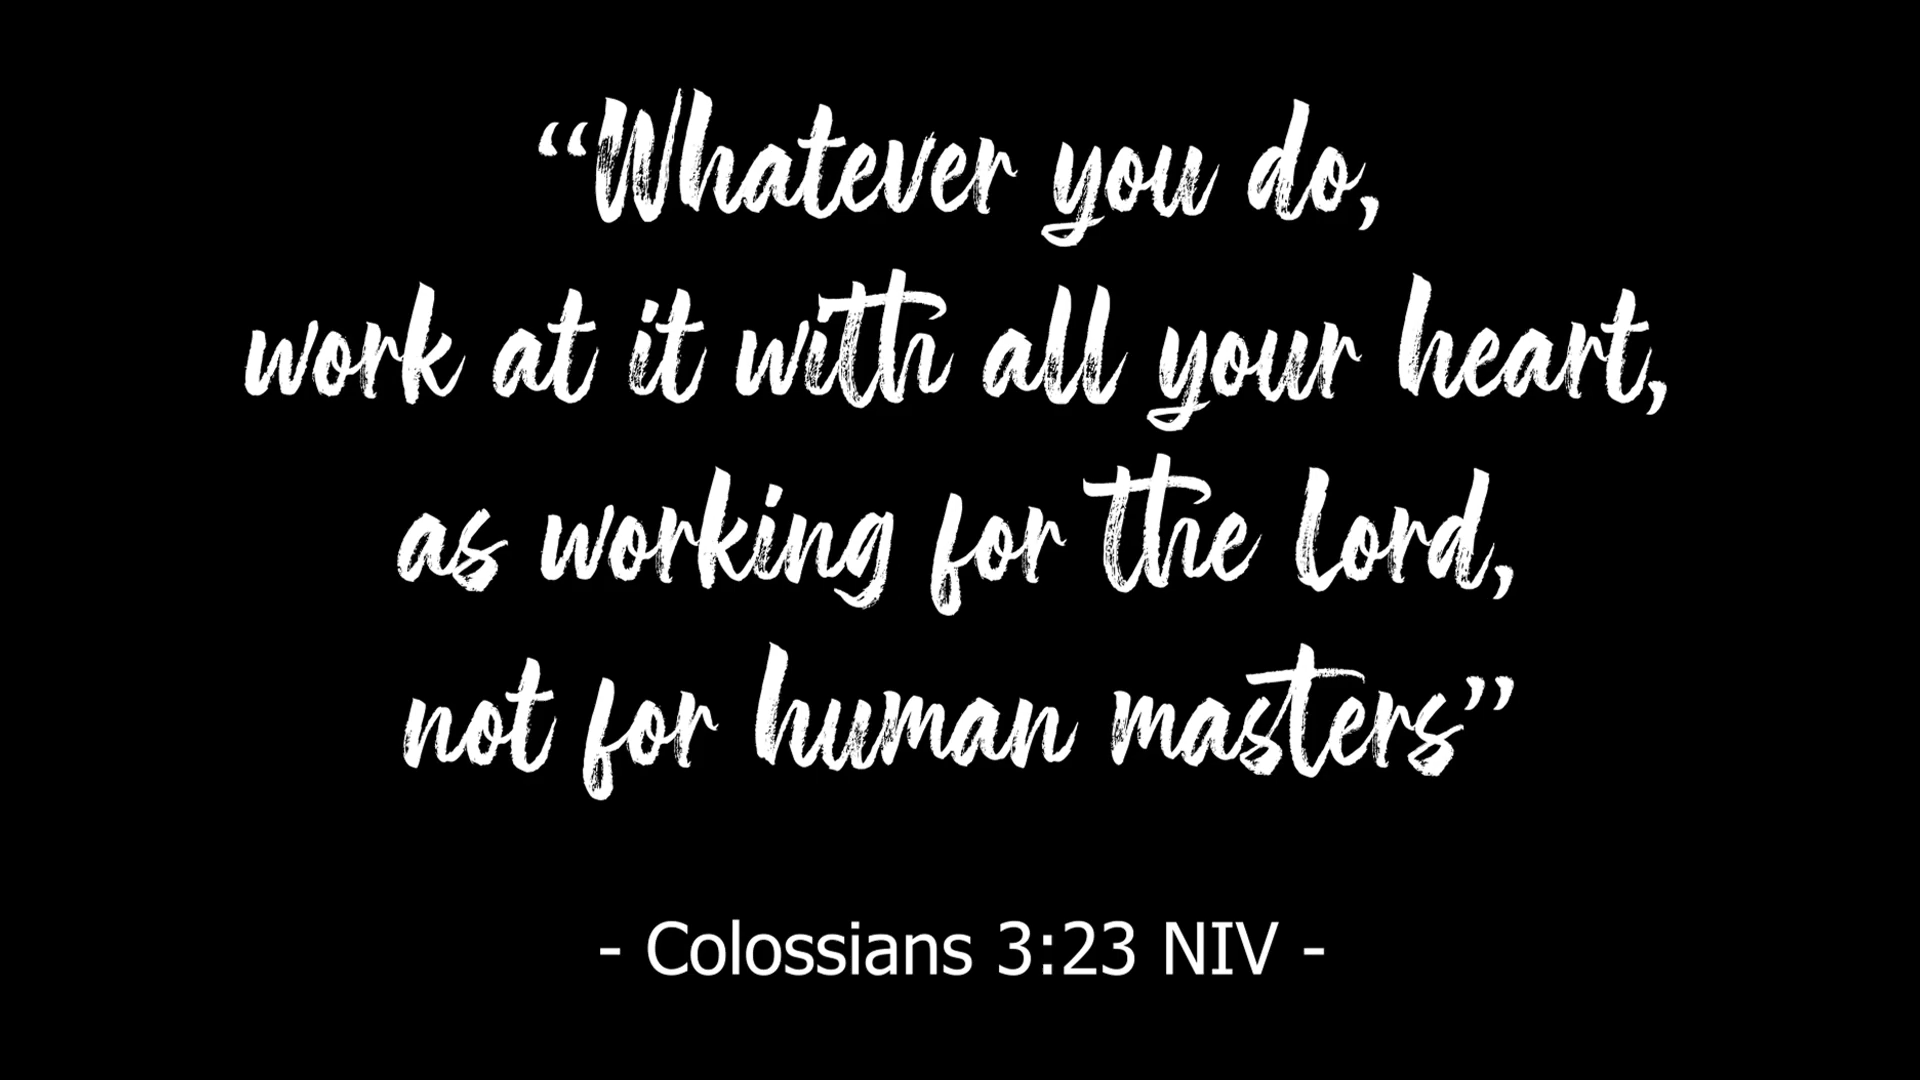 “Whatever you do,
work at it with all your heart,
as working for the Lord,
not for human masters”
- Colossians 3:23 NIV -